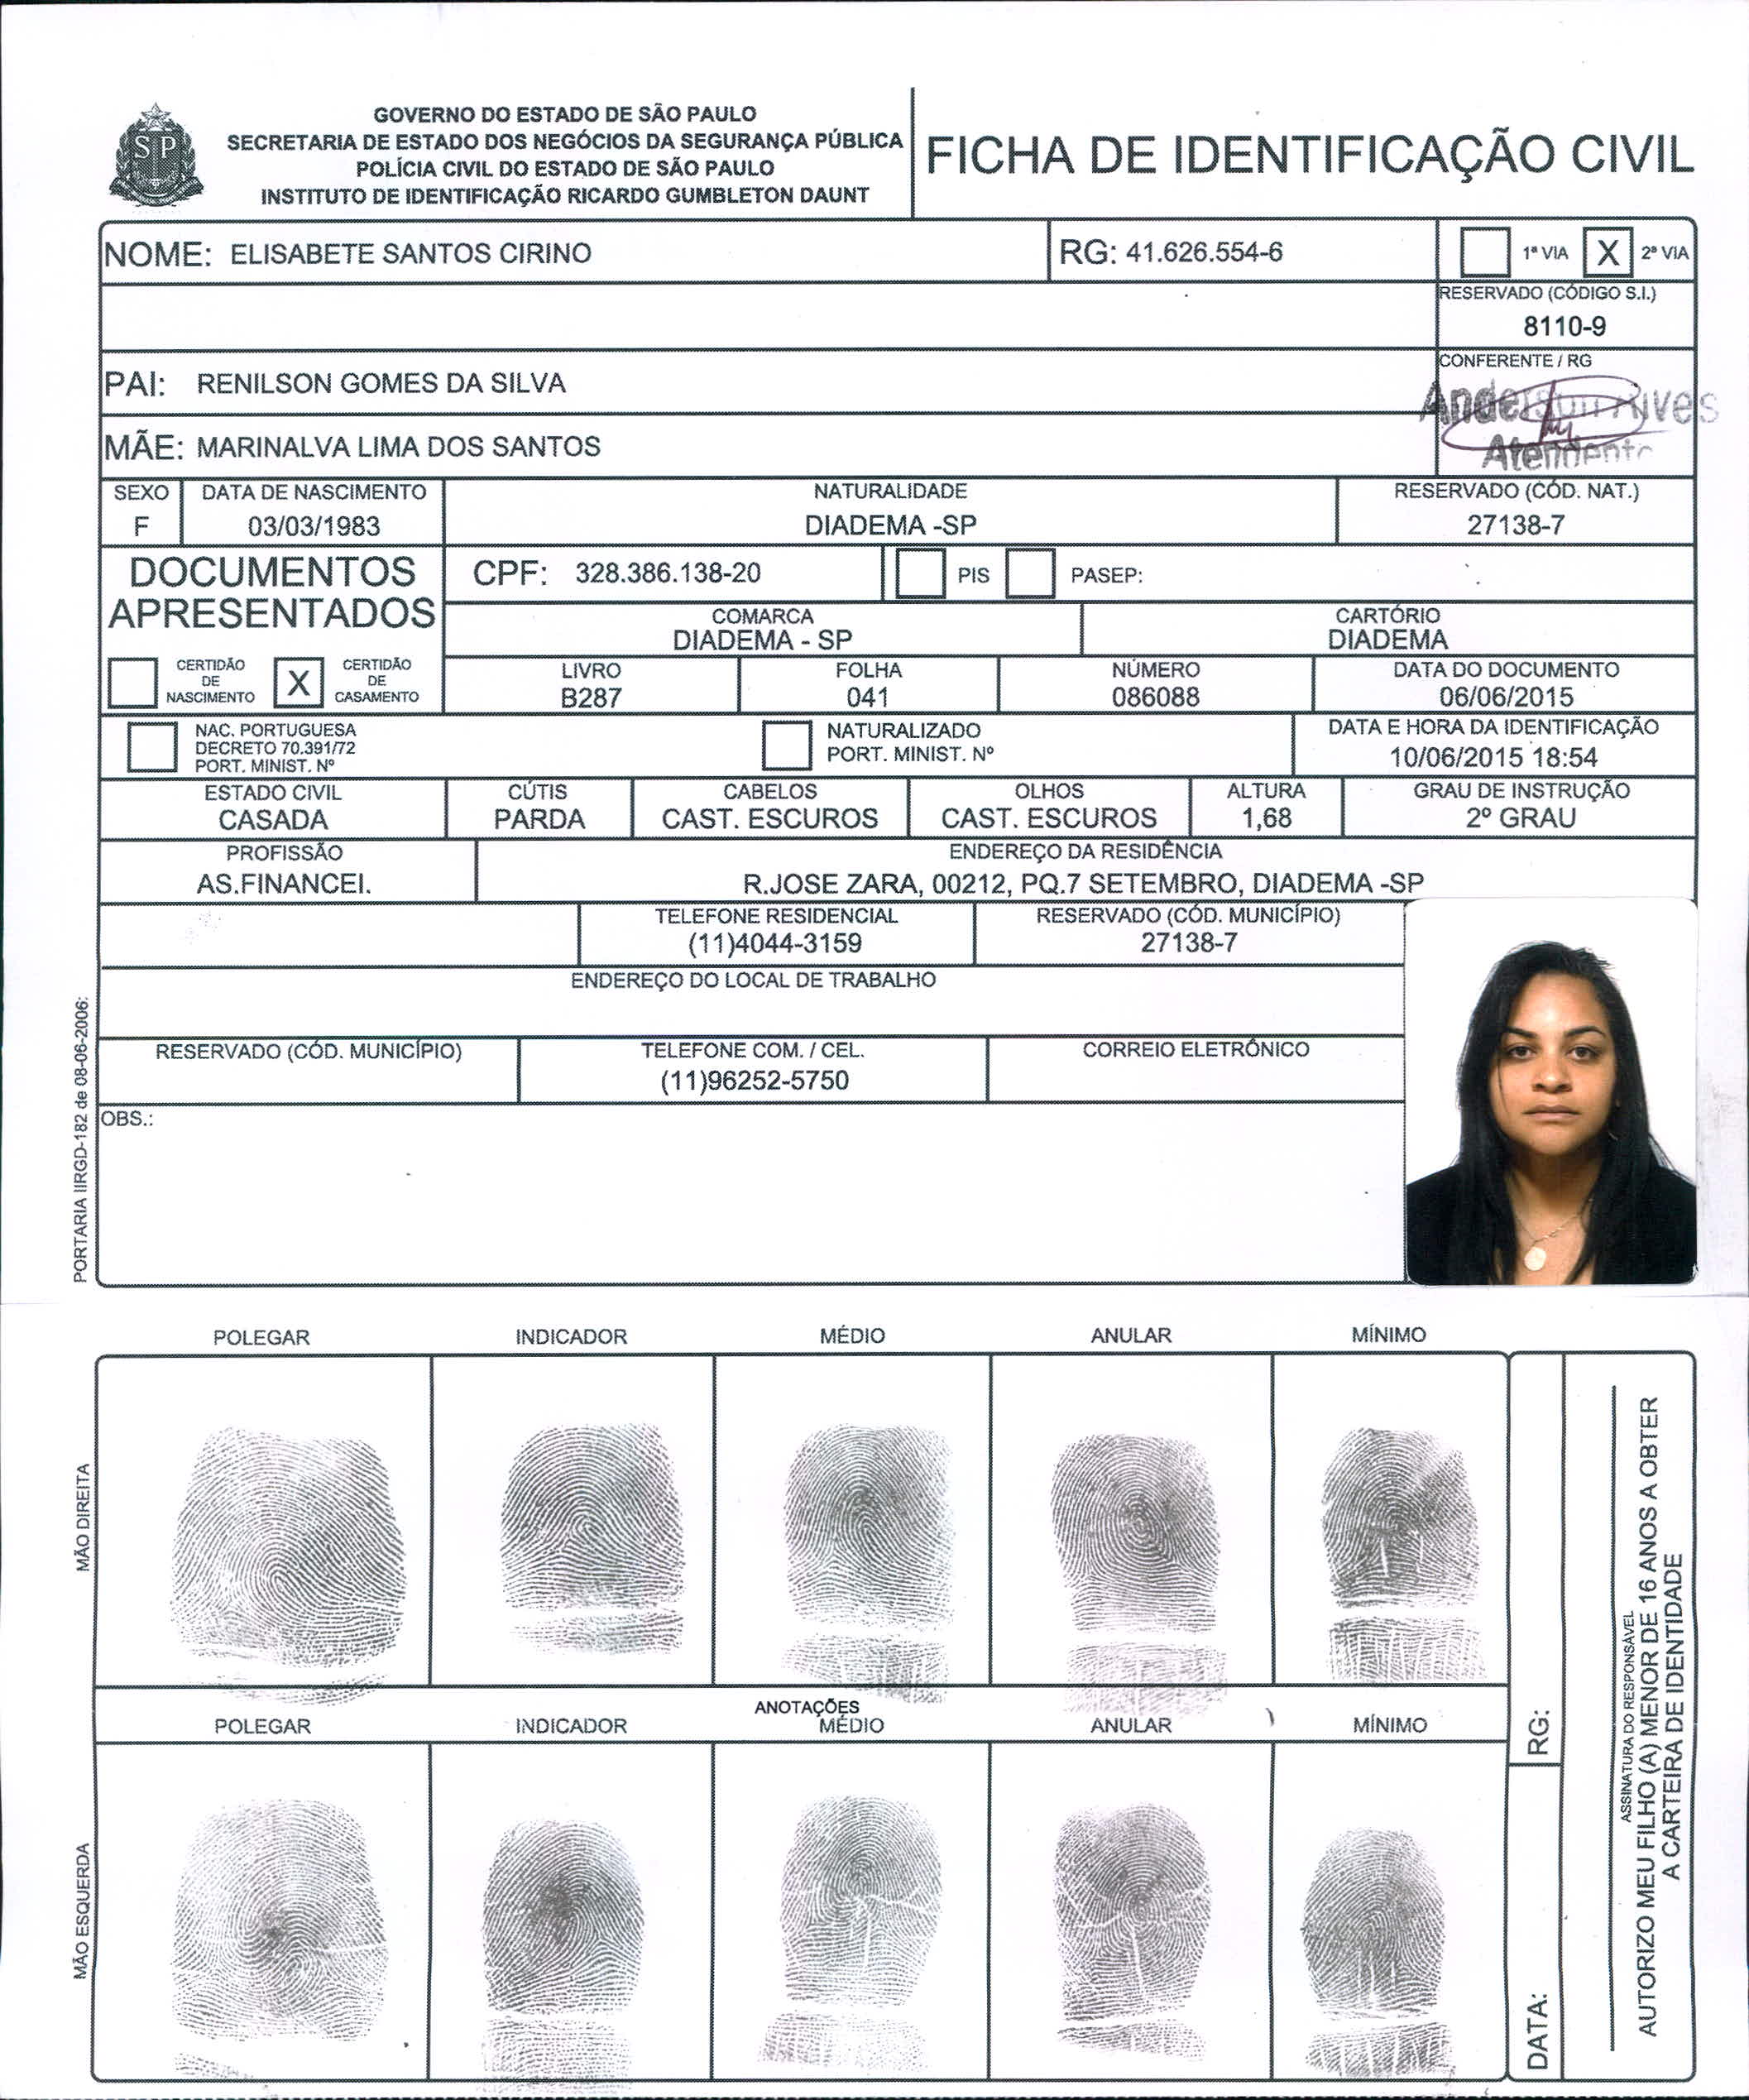 GOVERNO DO ESTADO DE SÃO PAULO
SECRETARIA DE ESTADO DOS NEGÓCIOS DA SEGURANÇA PÚBLICA
POLÍCIA CIVIL DO ESTADO DE SÃO PAULO
INSTITUTO DE IDENTIFICAÇÃO RICARDO GUMBLETON DAUNT
SP
FICHA DE IDENTIFICAÇÃO CIVIL
NOME: ELISABETE SANTOS CIRINO
RG: 41.626.554-6
1ª VIA X 2ª VIA
RESERVADO (CÓDIGO S.I.)
8110-9
PAI: RENILSON GOMES DA SILVA
CONFERENTE / RG
Anderson Alves
Atendente
MÃE: MARINALVA LIMA DOS SANTOS
SEXO DATA DE NASCIMENTO NATURALIDADE RESERVADO (CÓD. NAT.)
F 03/03/1983 DIADEMA -SP 27138-7
DOCUMENTOS
APRESENTADOS
CPF: 328.386.138-20 PIS PASEP:
COMARCA CARTÓRIO
DIADEMA - SP DIADEMA
CERTIDÃO
DE
NASCIMENTO
X CERTIDÃO
DE
CASAMENTO
LIVRO FOLHA NÚMERO DATA DO DOCUMENTO
B287 041 086088 06/06/2015
NAC. PORTUGUESA
DECRETO 70.391/72
PORT. MINIST. Nº
NATURALIZADO
PORT. MINIST. Nº
DATA E HORA DA IDENTIFICAÇÃO
10/06/2015 18:54
ESTADO CIVIL CÚTIS CABELOS OLHOS ALTURA GRAU DE INSTRUÇÃO
CASADA PARDA CAST. ESCUROS CAST. ESCUROS 1,68 2º GRAU
PROFISSÃO ENDEREÇO DA RESIDÊNCIA
AS.FINANCEI. R.JOSE ZARA, 00212, PQ.7 SETEMBRO, DIADEMA -SP
TELEFONE RESIDENCIAL RESERVADO (CÓD. MUNICÍPIO)
(11)4044-3159 27138-7
ENDEREÇO DO LOCAL DE TRABALHO
RESERVADO (CÓD. MUNICÍPIO) TELEFONE COM. / CEL. CORREIO ELETRÔNICO
(11)96252-5750
OBS.:
PORTARIA IIRGD-182 de 08-06-2006:
POLEGAR INDICADOR MÉDIO ANULAR MÍNIMO
MÃO DIREITA
ANOTAÇÕES
POLEGAR INDICADOR MÉDIO ANULAR MÍNIMO
MÃO ESQUERDA
RG:
DATA:
ASSINATURA DO RESPONSÁVEL
AUTORIZO MEU FILHO (A) MENOR DE 16 ANOS A OBTER
A CARTEIRA DE IDENTIDADE